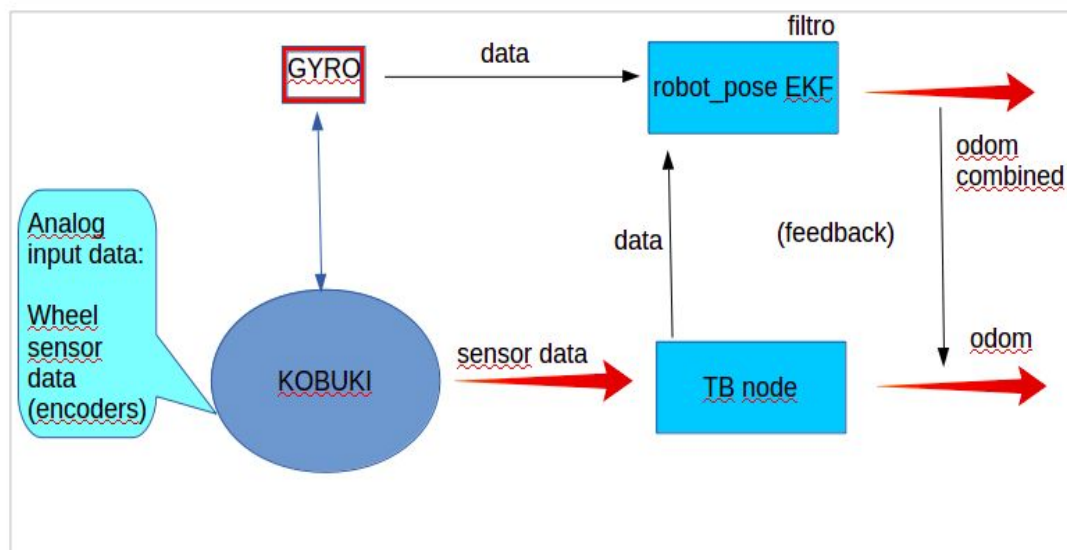 filtro
GYRO
data
robot_pose EKF
odom
combined
Analog
input data:
Wheel
sensor
data
(encoders)
data
(feedback)
KOBUKI
sensor data
TB node
odom